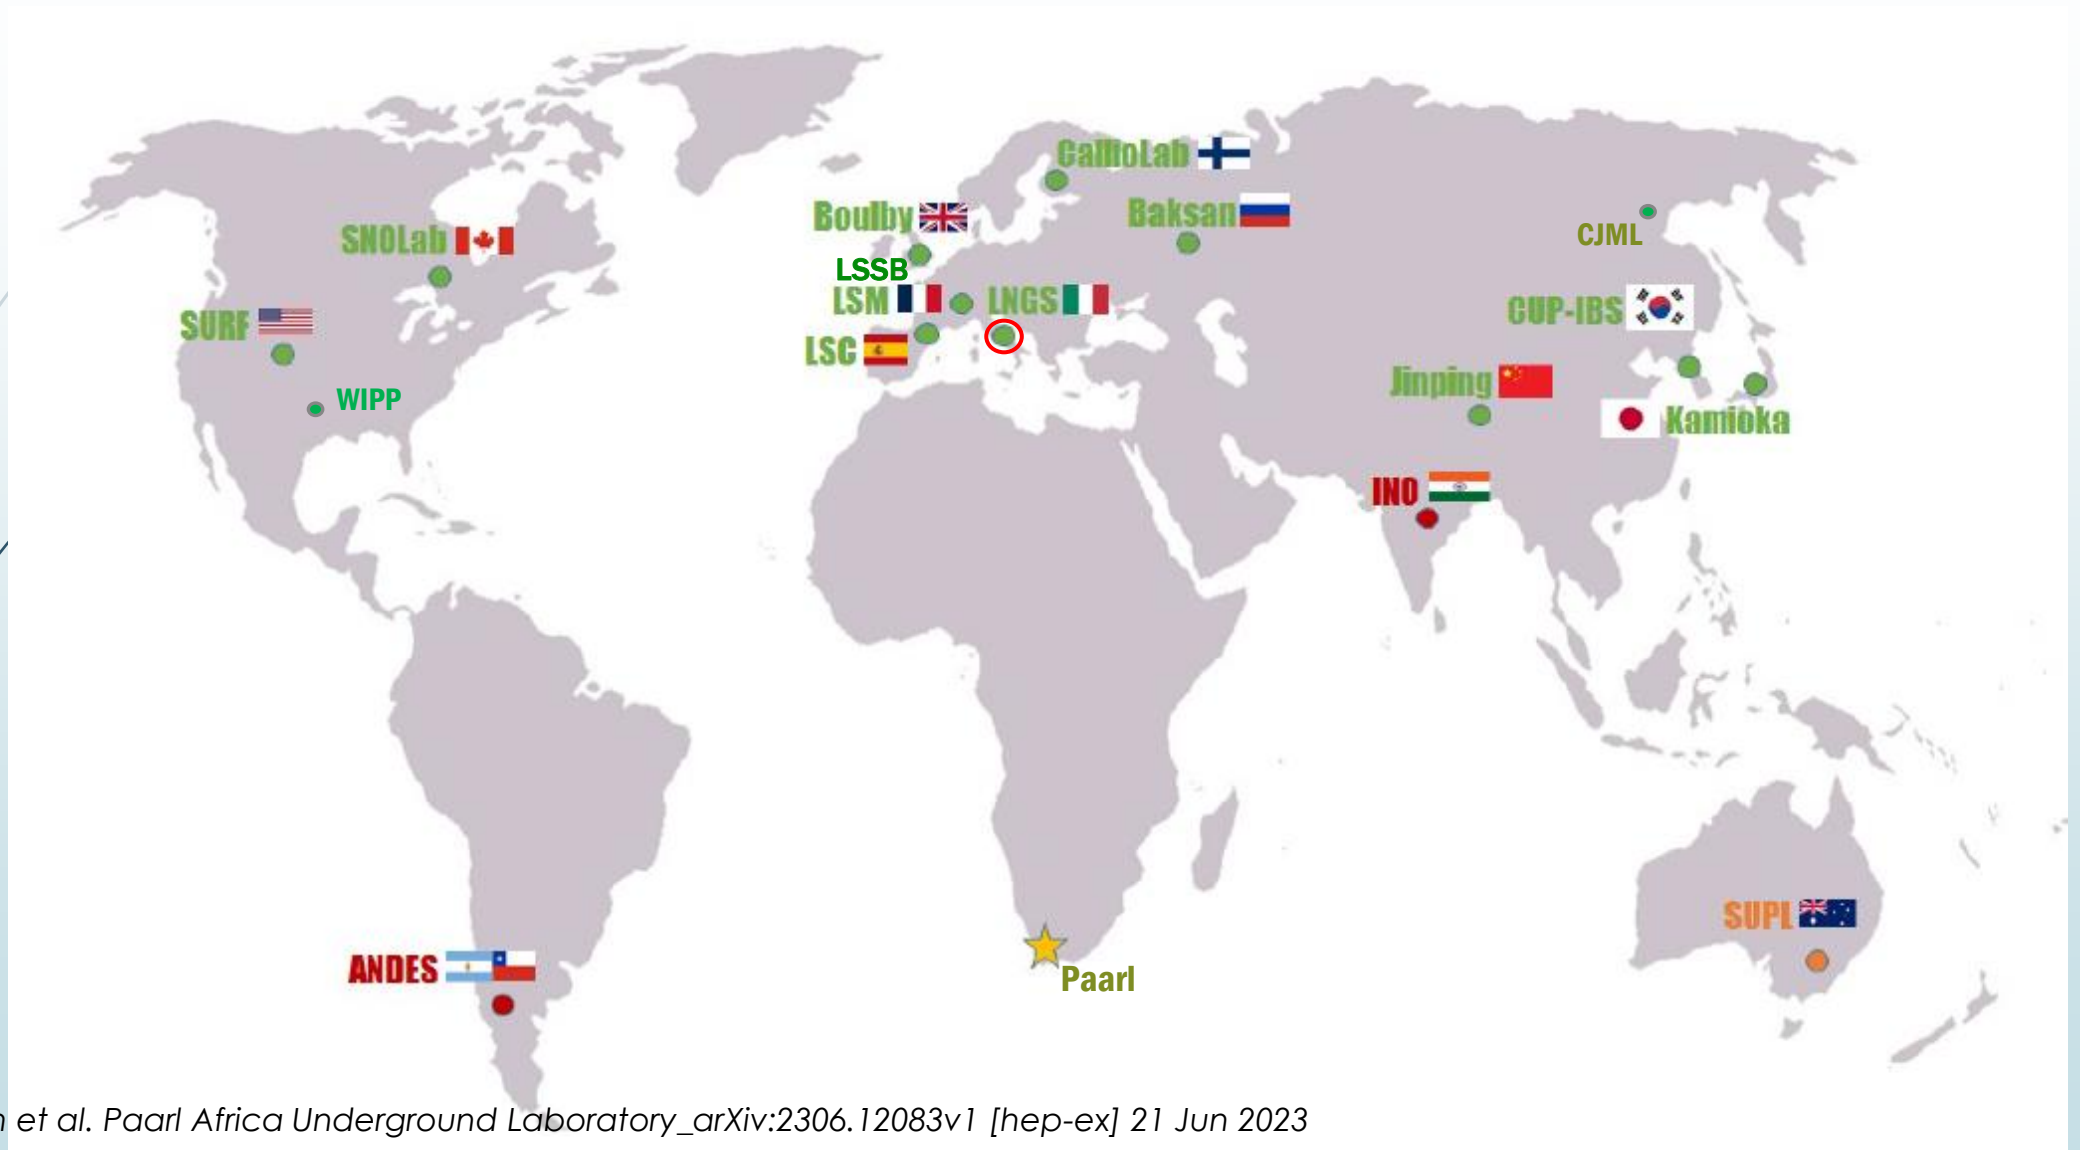 CallioLab
Boulby
Baksan
SNOLab
CJML
LSSB
LSM
LNGS
CUP-IBS
SURF
LSC
Jinping
WIPP
Kamioka
INO
SUPL
ANDES
Paarl
et al. Paarl Africa Underground Laboratory_arXiv:2306.12083v1 [hep-ex] 21 Jun 2023